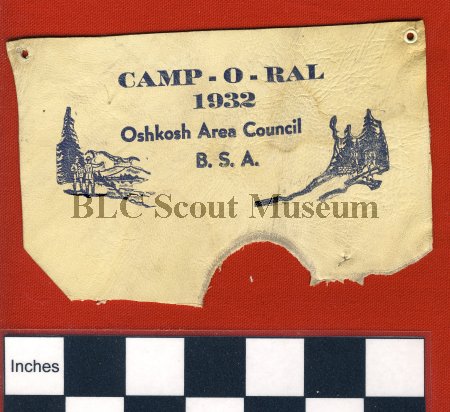 CAMP-O-RAL
1932
Oshkosh Area Council
B. S. A.
BLC Scout Museum
Inches